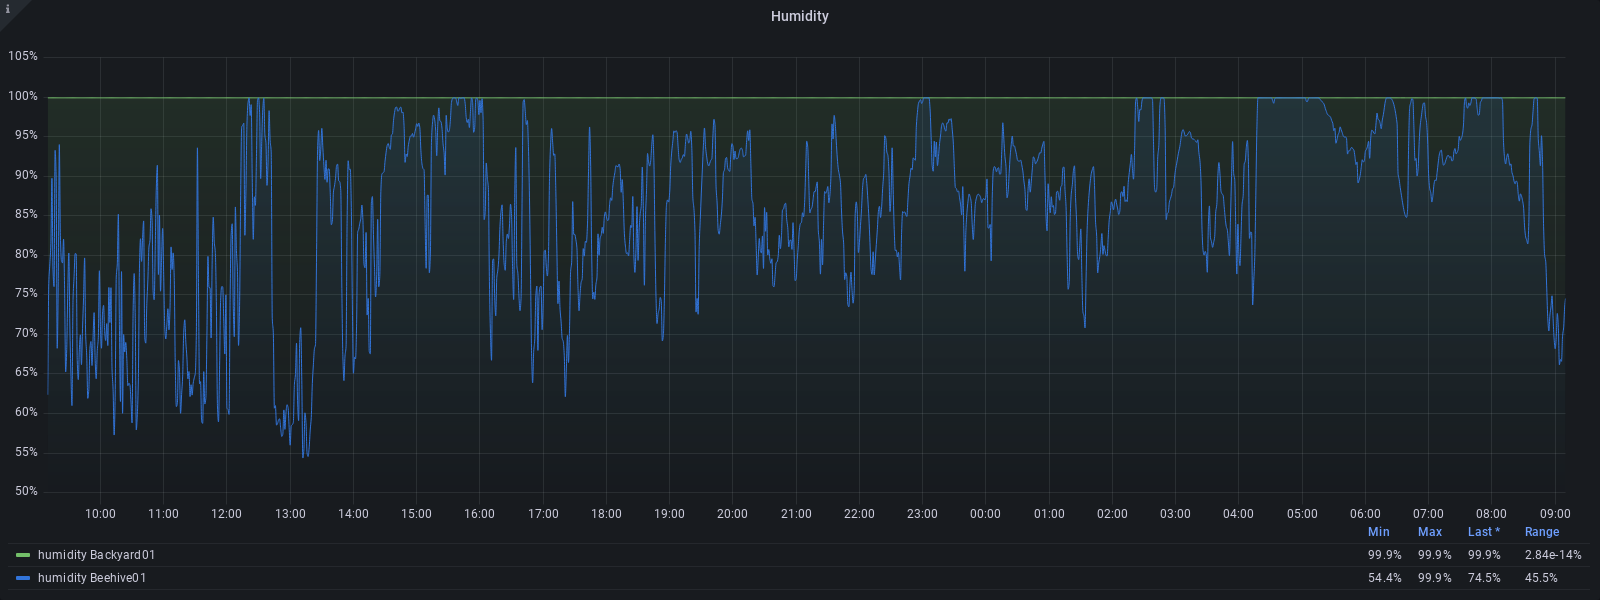 i
Humidity
105%
100%
95%
90%
85%
80%
75%
70%
65%
60%
55%
50%
10:00 11:00 12:00 13:00 14:00 15:00 16:00 17:00 18:00 19:00 20:00 21:00 22:00 23:00 00:00 01:00 02:00 03:00 04:00 05:00 06:00 07:00 08:00 09:00
Min Max Last * Range
humidity Backyard01 99.9% 99.9% 99.9% 2.84e-14%
humidity Beehive01 54.4% 99.9% 74.5% 45.5%